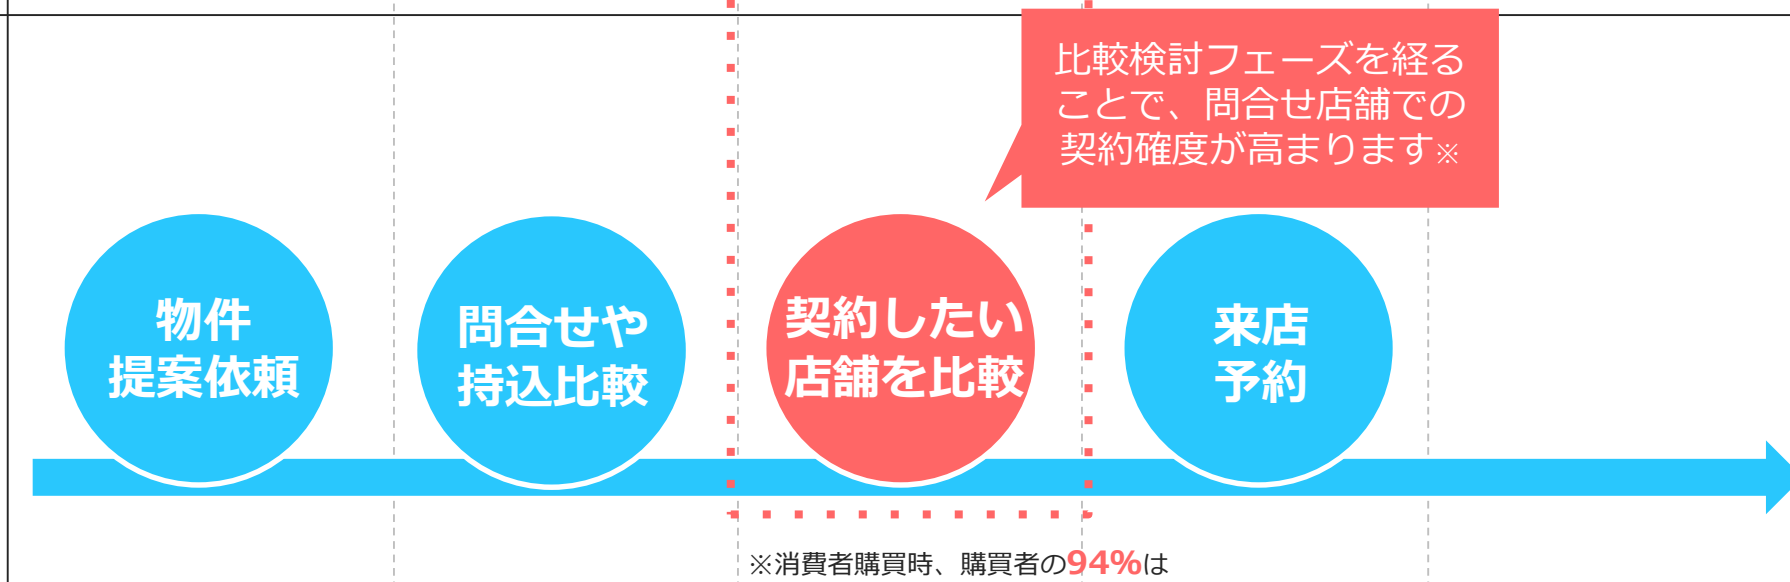 比較検討フェーズを経る
ことで、問合せ店舗での
契約確度が高まります※
物件
提案依頼
問合せや
持込比較
契約したい
店舗を比較
来店
予約
※消費者購買時、購買者の94%は